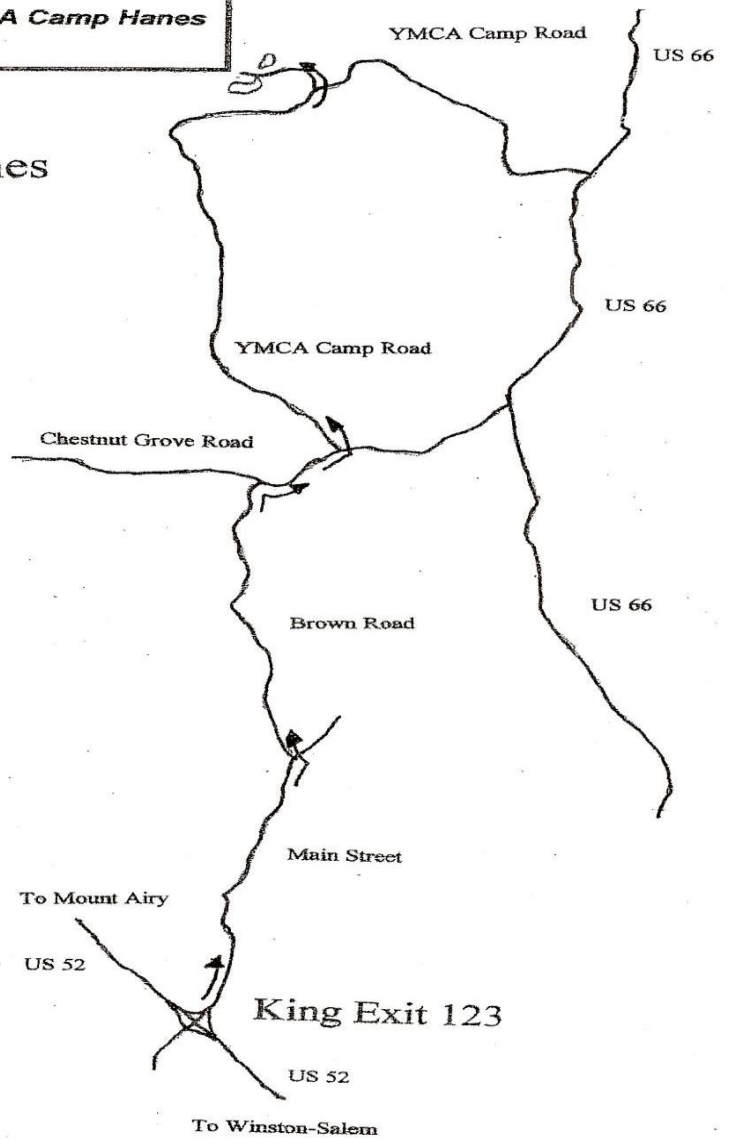 A Camp Hanes
YMCA Camp Road
US 66
US 66
YMCA Camp Road
Chestnut Grove Road
US 66
Brown Road
Main Street
To Mount Airy
US 52
King Exit 123
US 52
To Winston-Salem